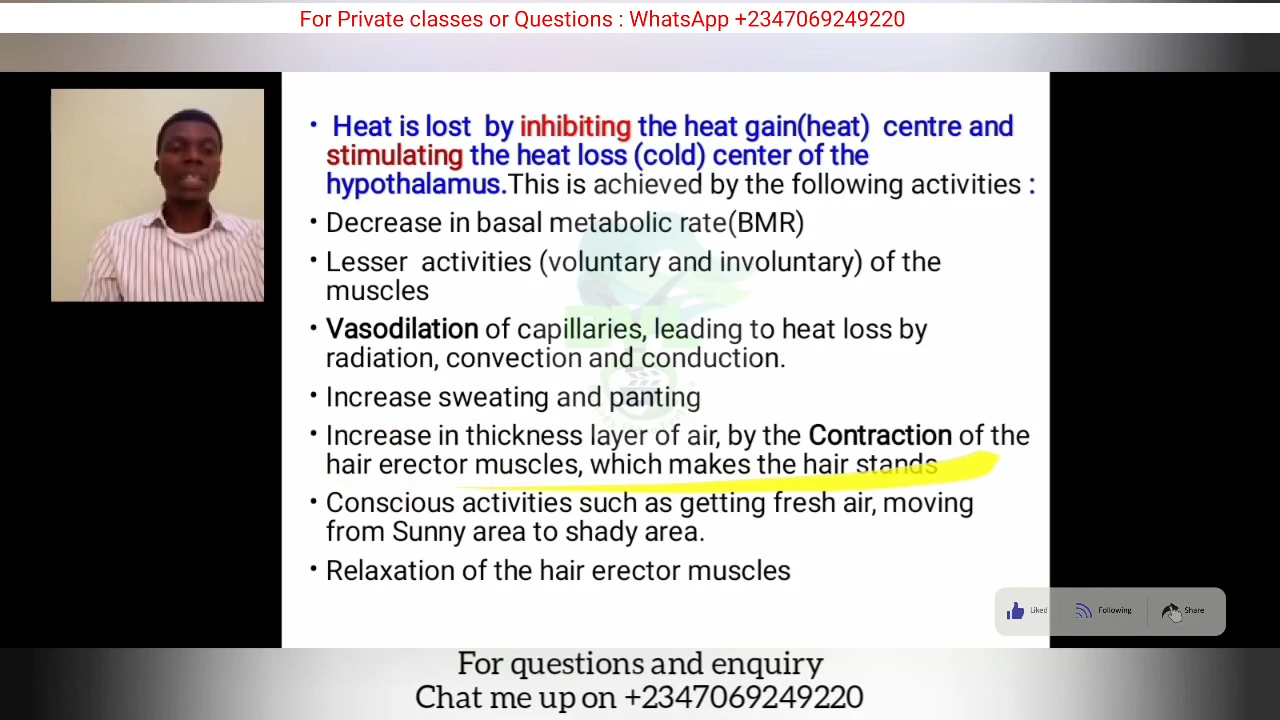 For Private classes or Questions : WhatsApp +2347069249220
• Heat is lost by inhibiting the heat gain(heat) centre and
stimulating the heat loss (cold) center of the
hypothalamus.This is achieved by the following activities :
• Decrease in basal metabolic rate(BMR)
• Lesser activities (voluntary and involuntary) of the
muscles
• Vasodilation of capillaries, leading to heat loss by
radiation, convection and conduction.
• Increase sweating and panting
• Increase in thickness layer of air, by the Contraction of the
hair erector muscles, which makes the hair stands
• Conscious activities such as getting fresh air, moving
from Sunny area to shady area.
• Relaxation of the hair erector muscles
Liked
Following
Share
For questions and enquiry
Chat me up on +2347069249220